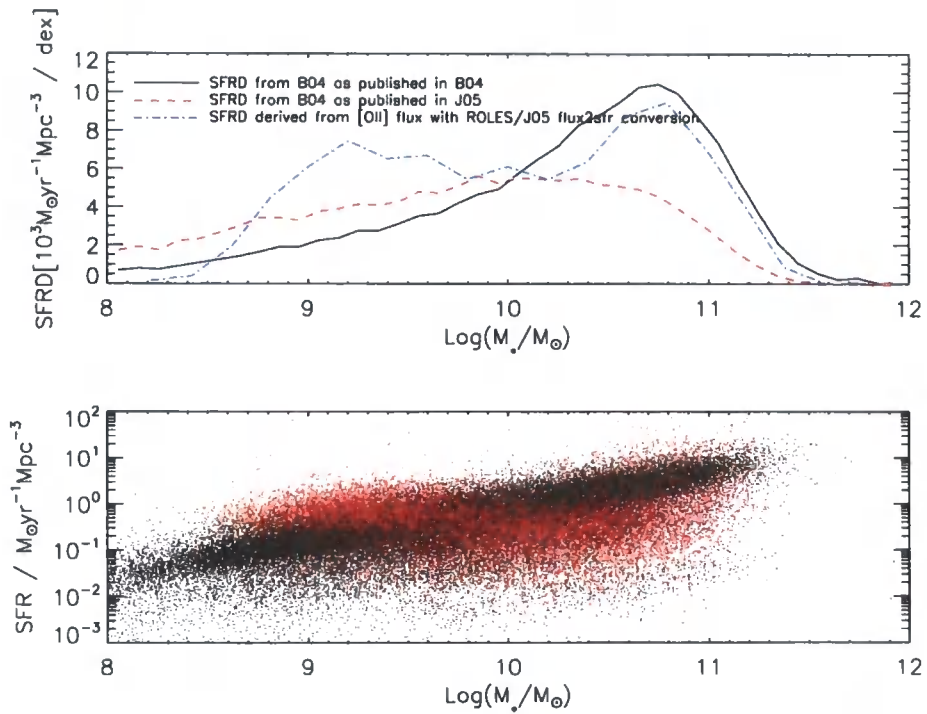 SFRD[10³M⊙yr⁻¹Mpc⁻³ / dex]
12
10
8
6
4
2
0
SFRD from B04 as published in B04
SFRD from B04 as published in J05
SFRD derived from [OII] flux with ROLES/J05 flux2sfr conversion
8 9 10 11 12
Log(M*/M⊙)
SFR / M⊙yr⁻¹Mpc⁻³
10²
10¹
10⁰
10⁻¹
10⁻²
10⁻³
8 9 10 11 12
Log(M*/M⊙)